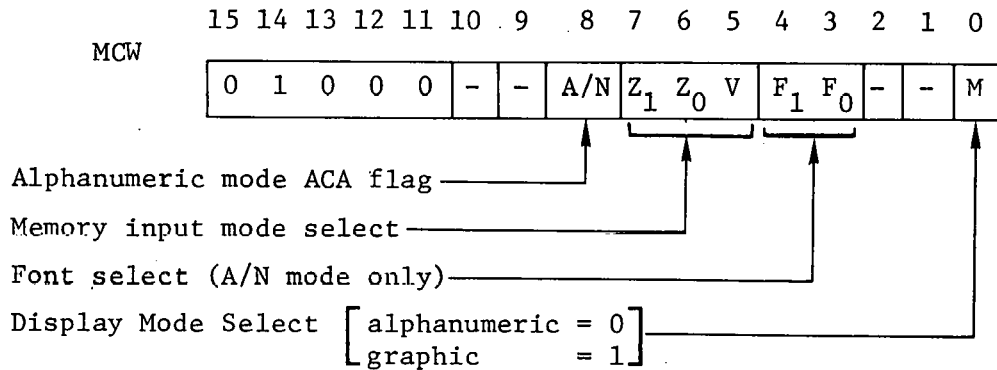 15 14 13 12 11 10 9 8 7 6 5 4 3 2 1 0
MCW
0 1 0 0 0 - - A/N Z1 Z0 V F1 F0 - - M
Alphanumeric mode ACA flag
Memory input mode select
Font select (A/N mode only)
Display Mode Select [alphanumeric = 0
graphic = 1]